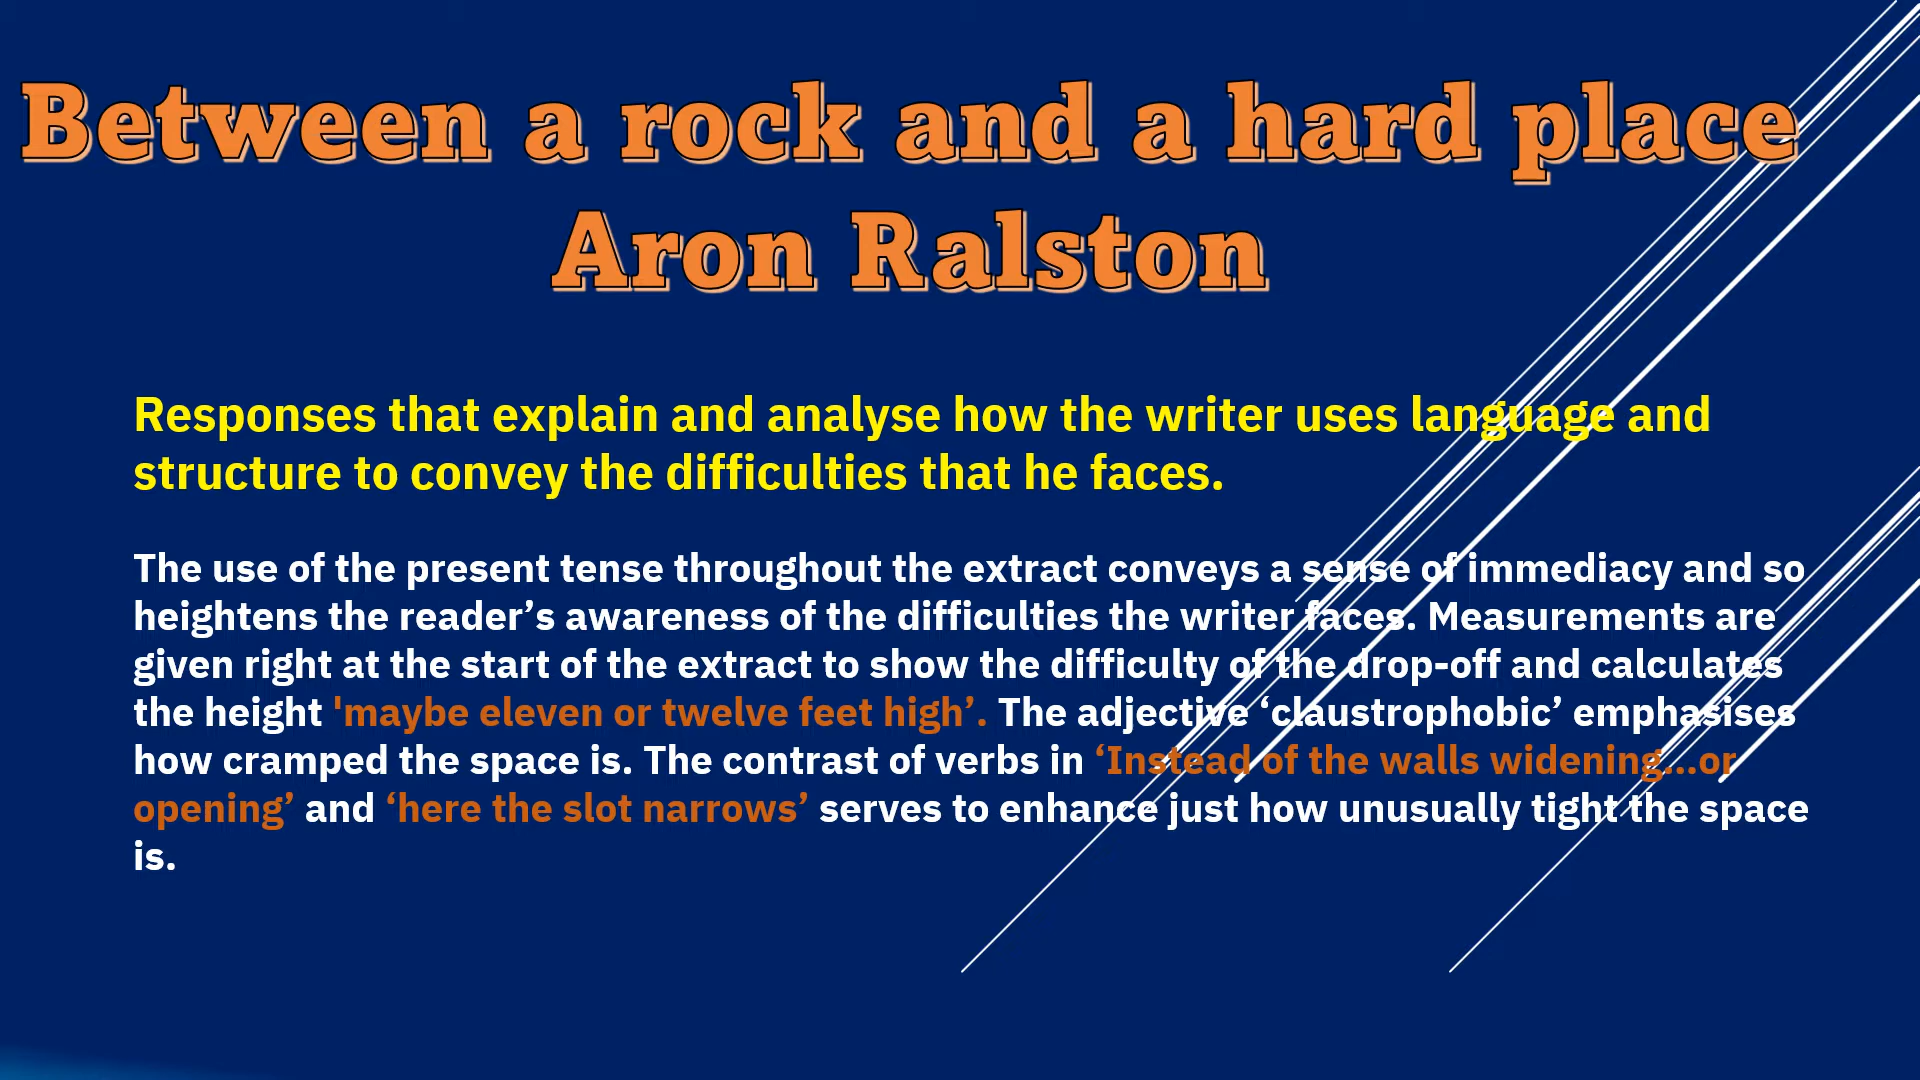 Between a rock and a hard place
Aron Ralston
Responses that explain and analyse how the writer uses language and
structure to convey the difficulties that he faces.
The use of the present tense throughout the extract conveys a sense of immediacy and so
heightens the reader’s awareness of the difficulties the writer faces. Measurements are
given right at the start of the extract to show the difficulty of the drop-off and calculates
the height 'maybe eleven or twelve feet high’. The adjective ‘claustrophobic’ emphasises
how cramped the space is. The contrast of verbs in ‘Instead of the walls widening...or
opening’ and ‘here the slot narrows’ serves to enhance just how unusually tight the space
is.